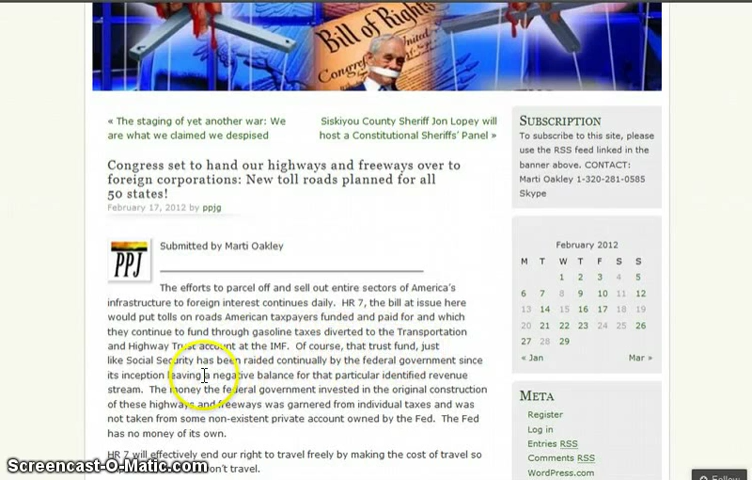 Bill of Rights
Congress
United
« The staging of yet another war: We
are what we claimed we despised
Siskiyou County Sheriff Jon Lopey will
host a Constitutional Sheriffs' Panel »
Congress set to hand our highways and freeways over to
foreign corporations: New toll roads planned for all
50 states!
February 17, 2012 by ppjg
PPJ
Submitted by Marti Oakley
The efforts to parcel off and sell out entire sectors of America's
infrastructure to foreign interest continues daily.  HR 7, the bill at issue here
would put tolls on roads American taxpayers funded and paid for and which
they continue to fund through gasoline taxes diverted to the Transportation
and Highway Trust account at the IMF.  Of course, that trust fund, just
like Social Security has been raided continually by the federal government since
its inception leaving a negative balance for that particular identified revenue
stream.  The money the federal government invested in the original construction
of these highways and freeways was garnered from individual taxes and was
not taken from some non-existent private account owned by the Fed.  The Fed
has no money of its own.
HR 7 will effectively end our right to travel freely by making the cost of travel so
don't travel.
SUBSCRIPTION
To subscribe to this site, please
use the RSS feed linked in the
banner above. CONTACT:
Marti Oakley 1-320-281-0585
Skype
February 2012
M T W T F S S
1 2 3 4 5
6 7 8 9 10 11 12
13 14 15 16 17 18 19
20 21 22 23 24 25 26
27 28 29
« Jan Mar »
META
Register
Log in
Entries RSS
Comments RSS
WordPress.com
Follow
Screencast-O-Matic.com